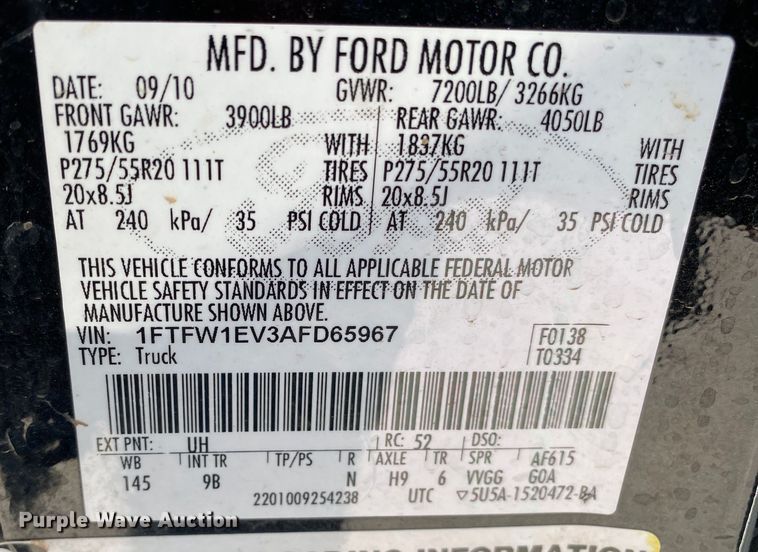 MFD. BY FORD MOTOR CO.
DATE: 09/10 GVWR: 7200LB/ 3266KG
FRONT GAWR: 3900LB REAR GAWR: 4050LB
1769KG WITH 1837KG WITH
P275/55R20 111T TIRES P275/55R20 111T TIRES
20x8.5J RIMS 20x8.5J RIMS
AT 240 kPa/ 35 PSI COLD AT 240 kPa/ 35 PSI COLD
THIS VEHICLE CONFORMS TO ALL APPLICABLE FEDERAL MOTOR
VEHICLE SAFETY STANDARDS IN EFFECT ON THE DATE OF
MANUFACTURE SHOWN ABOVE.
VIN: 1FTFW1EV3AFD65967 F0138
TYPE: Truck T0334
EXT PNT: UH RC: 52 DSO:
WB INT TR TP/PS R AXLE TR SPR AF615
145 9B N H9 6 VVGG G0A
2201009254238 UTC ▽5U5A-1520472-BA
Purple Wave Auction